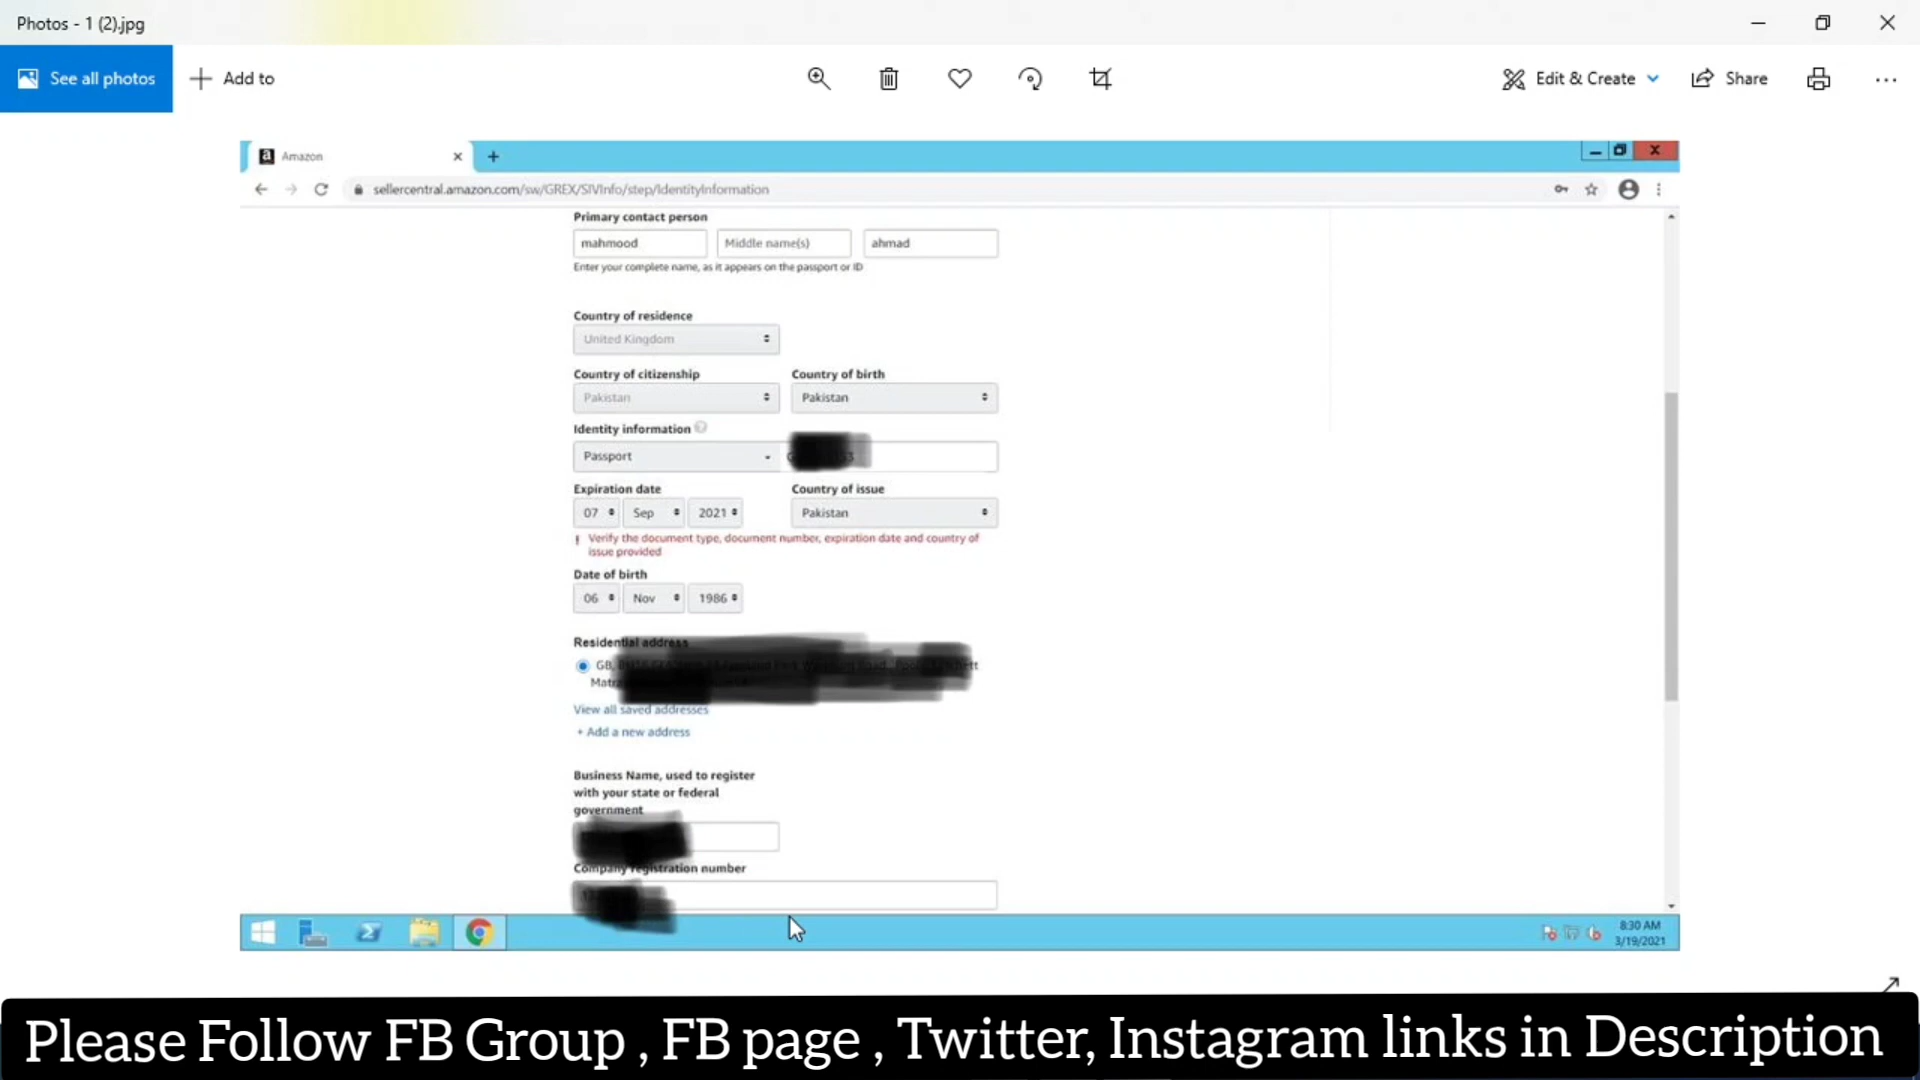 Photos - 1 (2).jpg
See all photos
Add to
Edit & Create
Share
Amazon
sellercentral.amazon.com/sw/GREX/SIVInfo/step/IdentityInformation
Primary contact person
mahmood Middle name(s) ahmad
Enter your complete name, as it appears on the passport or ID
Country of residence
United Kingdom
Country of citizenship Country of birth
Pakistan Pakistan
Identity information
Passport
Expiration date Country of issue
07 Sep 2021 Pakistan
Verify the document type, document number, expiration date and country of
issue provided
Date of birth
06 Nov 1986
Residential address
GB,
View all saved addresses
+ Add a new address
Business Name, used to register
with your state or federal
government
Company registration number
8:30 AM
3/19/2021
Please Follow FB Group , FB page , Twitter, Instagram links in Description